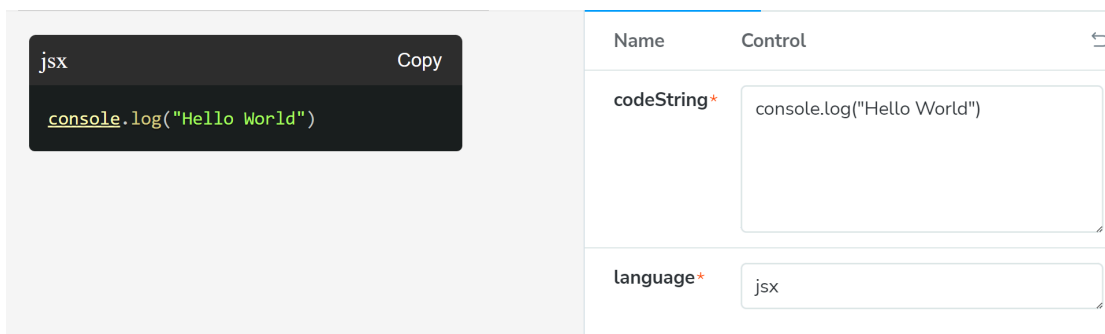 jsx
Copy
console.log("Hello World")
Name
Control
codeString*
console.log("Hello World")
language*
jsx